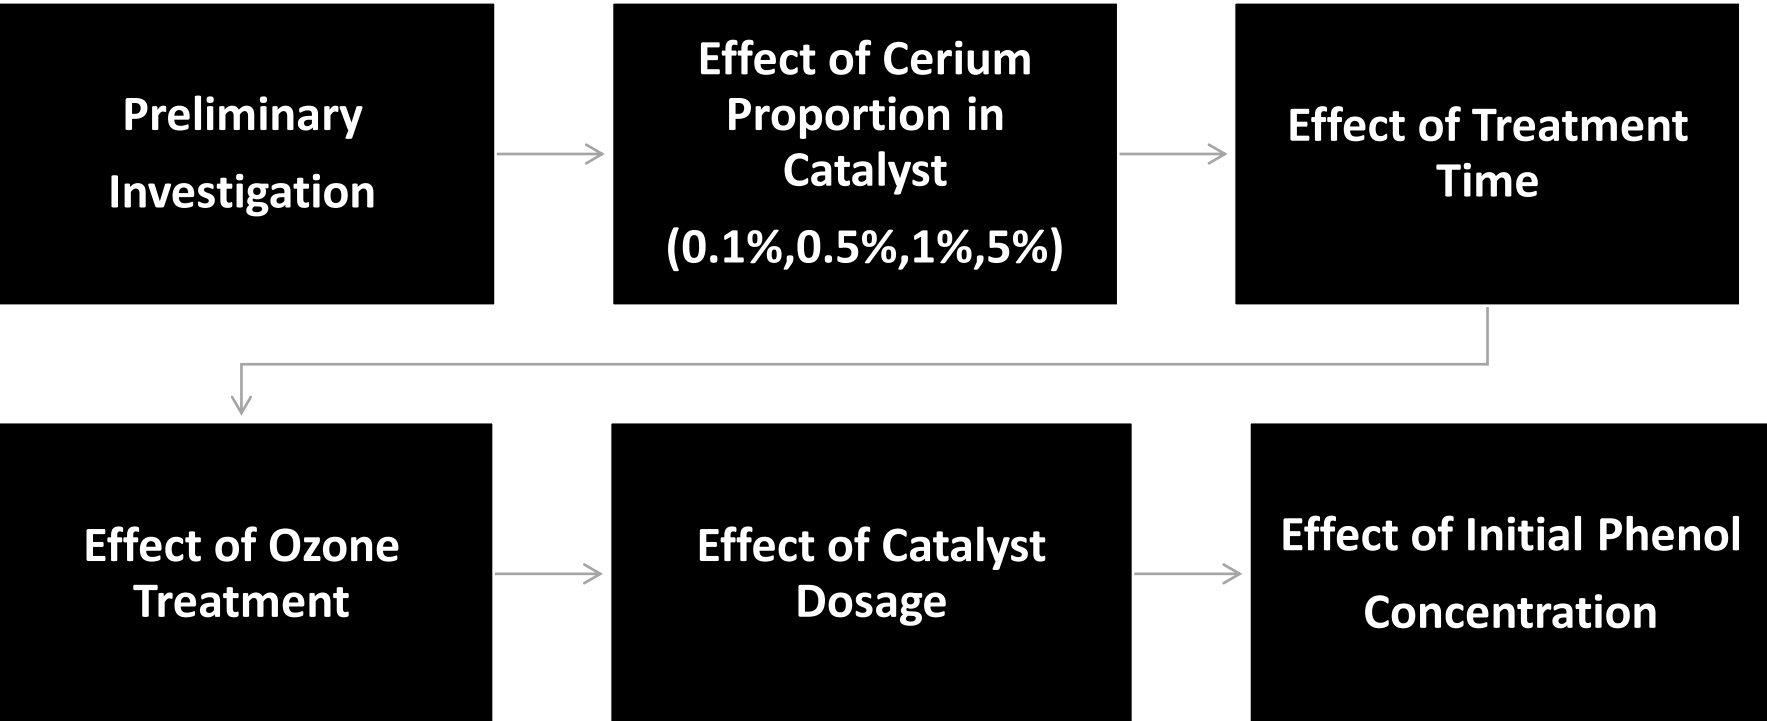 Preliminary
Investigation
Effect of Cerium
Proportion in
Catalyst
(0.1%,0.5%,1%,5%)
Effect of Treatment
Time
Effect of Ozone
Treatment
Effect of Catalyst
Dosage
Effect of Initial Phenol
Concentration